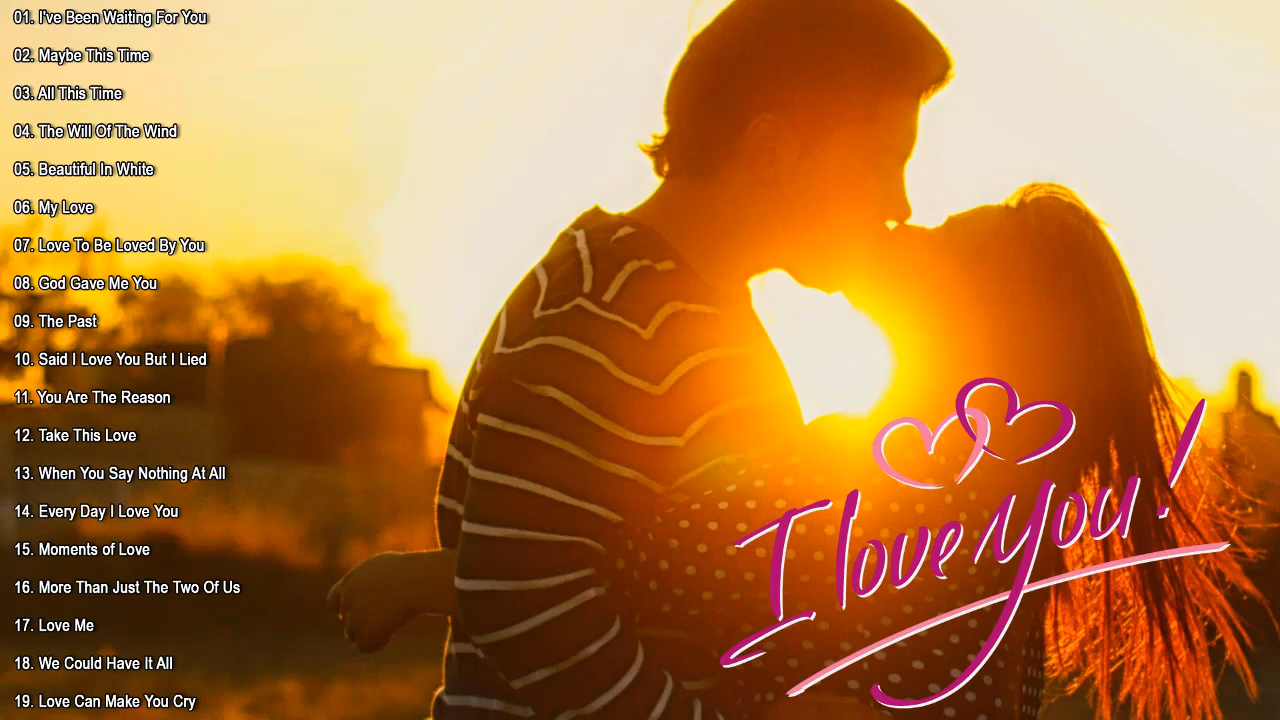 01. I've Been Waiting For You
02. Maybe This Time
03. All This Time
04. The Will Of The Wind
05. Beautiful In White
06. My Love
07. Love To Be Loved By You
08. God Gave Me You
09. The Past
10. Said I Love You But I Lied
11. You Are The Reason
12. Take This Love
13. When You Say Nothing At All
14. Every Day I Love You
15. Moments of Love
16. More Than Just The Two Of Us
17. Love Me
18. We Could Have It All
19. Love Can Make You Cry
I love you!